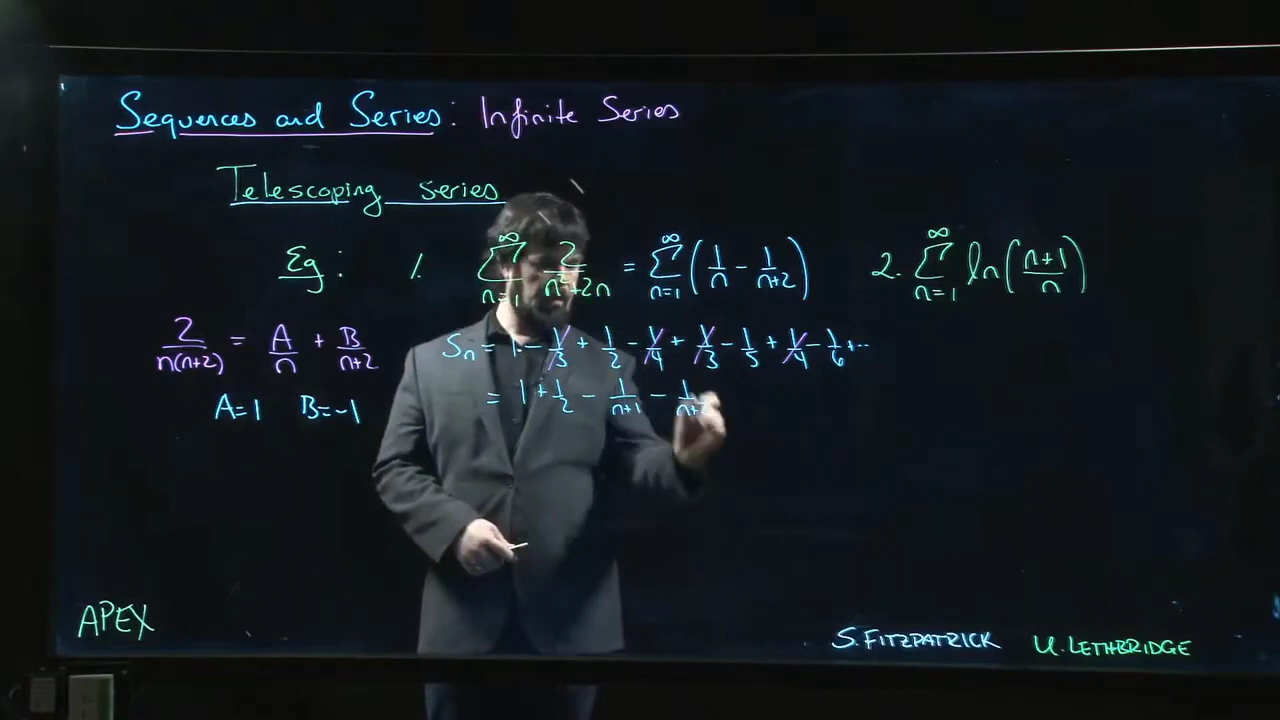 Sequences and Series: Infinite Series
Telescoping series
Eg: 1. ∑_{n=1}^{∞} 2/(n²+2n) = ∑_{n=1}^{∞} (1/n − 1/(n+2)) 2. ∑_{n=1}^{∞} ln((n+1)/n)
2/(n(n+2)) = A/n + B/(n+2)
A=1 B=−1
Sₙ = 1 − 1/3 + 1/2 − 1/4 + 1/3 − 1/5 + 1/4 − 1/6 + ...
= 1 + 1/2 − 1/(n+1) − 1/(n+2)
APEX
S. FITZPATRICK U. LETHBRIDGE